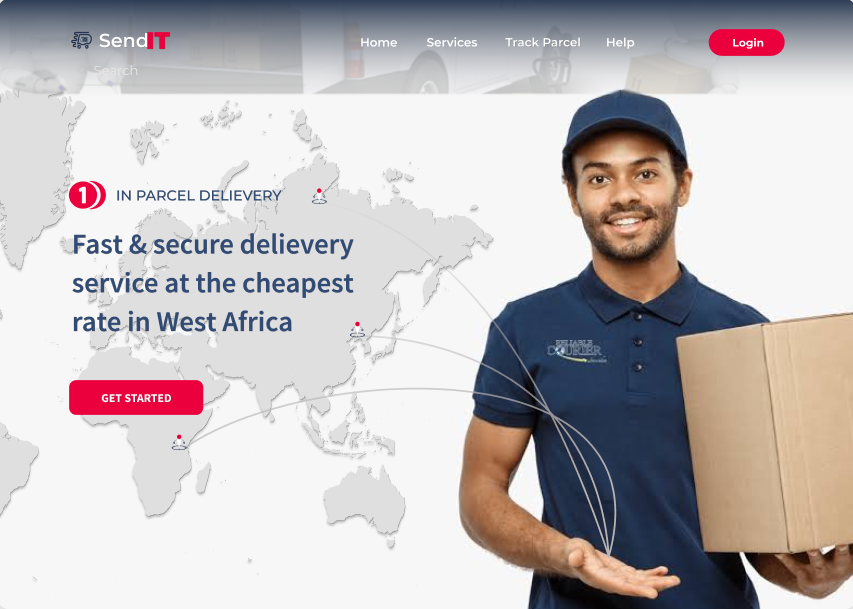 SendIT
Home Services Track Parcel Help Login
Search
1 IN PARCEL DELIEVERY
Fast & secure delievery
service at the cheapest
rate in West Africa
GET STARTED
RELIABLE
COURIER